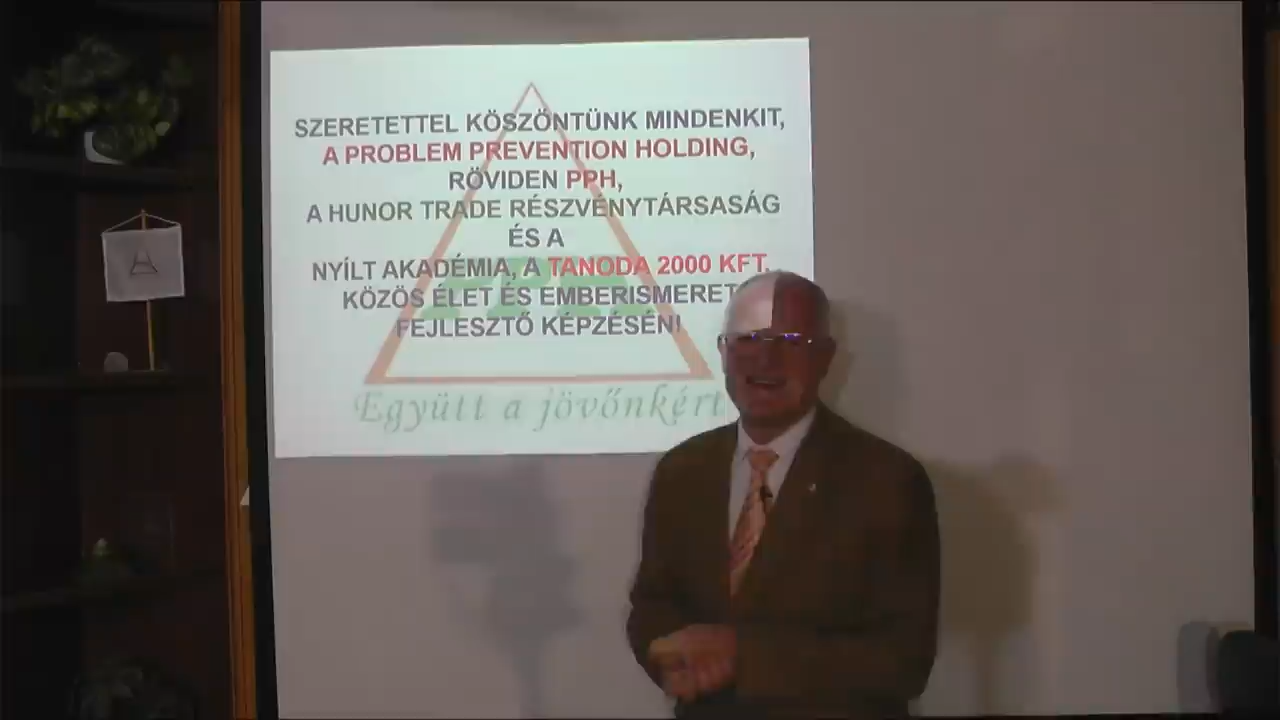 SZERETETTEL KÖSZÖNTÜNK MINDENKIT,
A PROBLEM PREVENTION HOLDING,
RÖVIDEN PPH,
A HUNOR TRADE RÉSZVÉNYTÁRSASÁG
ÉS A
NYÍLT AKADÉMIA, A TANODA 2000 KFT.
KÖZÖS ÉLET ÉS EMBERISMERET
FEJLESZTŐ KÉPZÉSÉN!
PPH
Együtt a jövőnkért